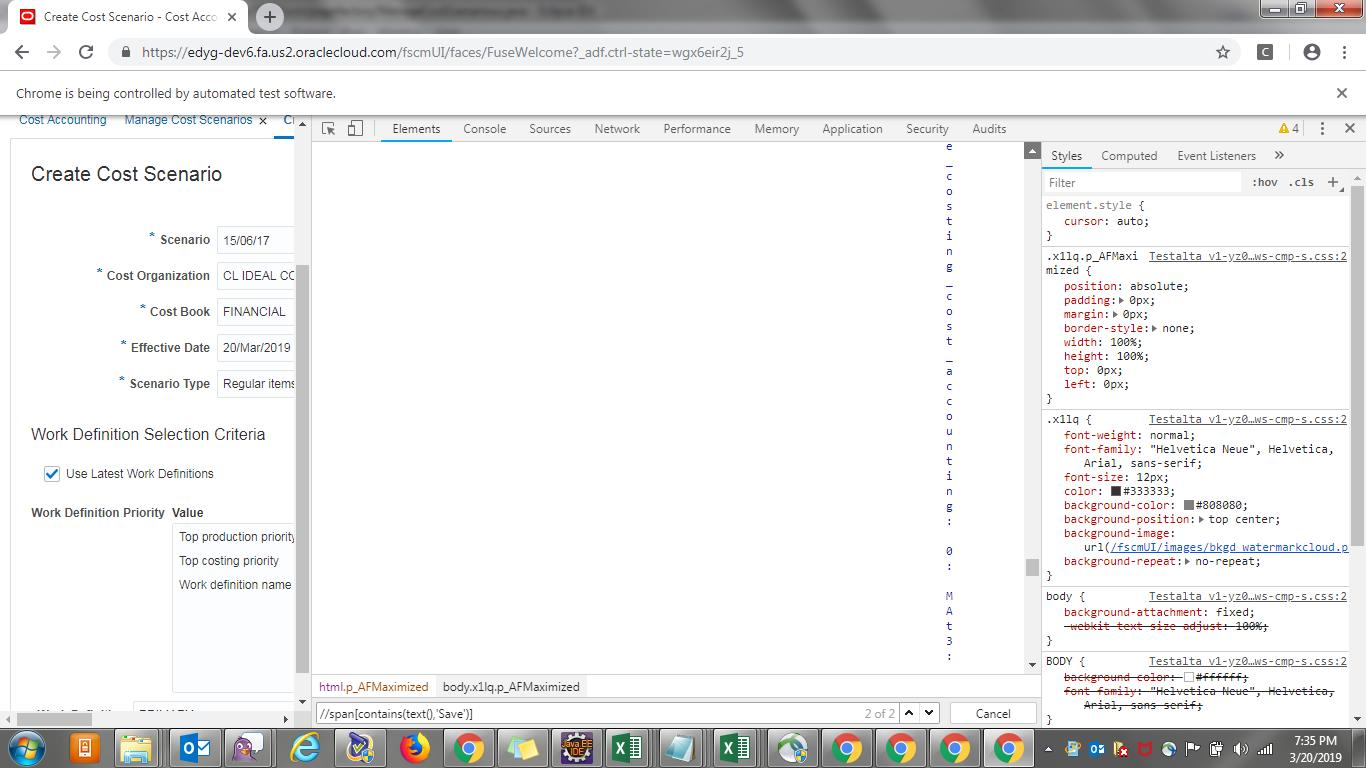 Create Cost Scenario - Cost Acco
https://edyg-dev6.fa.us2.oraclecloud.com/fscmUI/faces/FuseWelcome?_adf.ctrl-state=wgx6eir2j_5
C
Chrome is being controlled by automated test software.
Cost Accounting Manage Cost Scenarios
Create Cost Scenario
* Scenario 15/06/17
* Cost Organization CL IDEAL CO
* Cost Book FINANCIAL
* Effective Date 20/Mar/2019
* Scenario Type Regular items
Work Definition Selection Criteria
Use Latest Work Definitions
Work Definition Priority Value
Top production priority
Top costing priority
Work definition name
Elements Console Sources Network Performance Memory Application Security Audits 4
e
_
c
o
s
t
i
n
g
_
c
o
s
t
_
a
c
c
o
u
n
t
i
n
g
:
0
:
M
A
t
3
:
html.p_AFMaximized body.x1lq.p_AFMaximized
//span[contains(text(),'Save')] 2 of 2 Cancel
Styles Computed Event Listeners »
Filter :hov .cls +
element.style {
cursor: auto;
}
.x1lq.p_AFMaxi Testalta_v1-yz0…ws-cmp-s.css:2
mized {
position: absolute;
padding: 0px;
margin: 0px;
border-style: none;
width: 100%;
height: 100%;
top: 0px;
left: 0px;
}
.x1lq { Testalta_v1-yz0…ws-cmp-s.css:2
font-weight: normal;
font-family: "Helvetica Neue", Helvetica,
Arial, sans-serif;
font-size: 12px;
color: #333333;
background-color: #808080;
background-position: top center;
background-image:
url(/fscmUI/images/bkgd_watermarkcloud.p
background-repeat: no-repeat;
}
body { Testalta_v1-yz0…ws-cmp-s.css:2
background-attachment: fixed;
-webkit-text-size-adjust: 100%;
}
BODY { Testalta_v1-yz0…ws-cmp-s.css:2
background-color: #ffffff;
font-family: "Helvetica Neue", Helvetica,
Arial, sans-serif;
}
Java EE
IDE
7:35 PM
3/20/2019